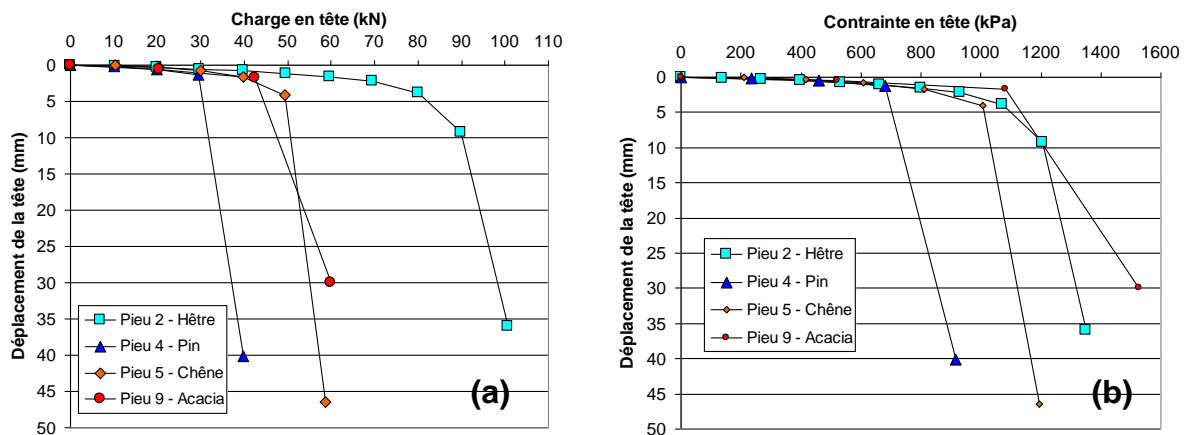 Charge en tête (kN)
0 10 20 30 40 50 60 70 80 90 100 110
Déplacement de la tête (mm)
0
5
10
15
20
25
30
35
40
45
50
Pieu 2 - Hêtre
Pieu 4 - Pin
Pieu 5 - Chêne
Pieu 9 - Acacia
(a)
Contrainte en tête (kPa)
0 200 400 600 800 1000 1200 1400 1600
Déplacement de la tête (mm)
0
5
10
15
20
25
30
35
40
45
50
Pieu 2 - Hêtre
Pieu 4 - Pin
Pieu 5 - Chêne
Pieu 9 - Acacia
(b)